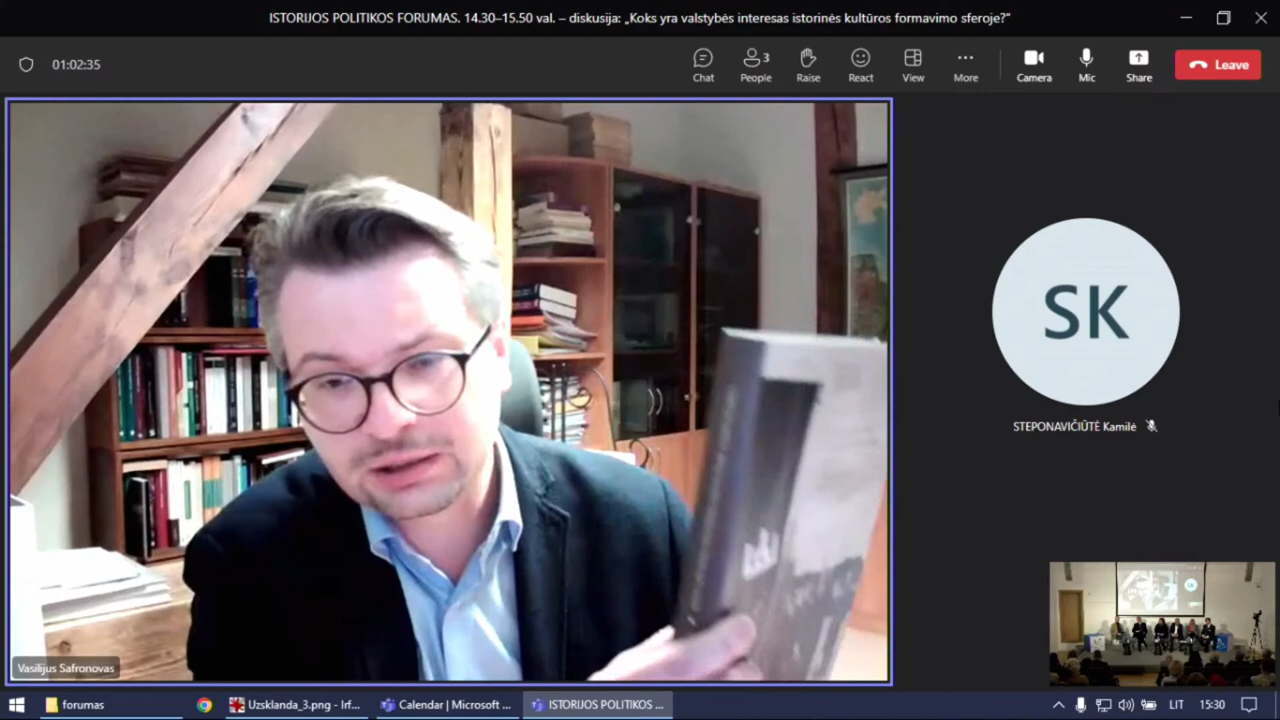 ISTORIJOS POLITIKOS FORUMAS. 14.30–15.50 val. – diskusija: „Koks yra valstybės interesas istorinės kultūros formavimo sferoje?“
01:02:35
Chat
3
People
Raise
React
View
More
Camera
Mic
Share
Leave
SK
STEPONAVIČIŪTĖ Kamilė
Vasilijus Safronovas
forumas
Uzsklanda_3.png - Irf...
Calendar | Microsoft ...
ISTORIJOS POLITIKOS ...
LIT
15:30